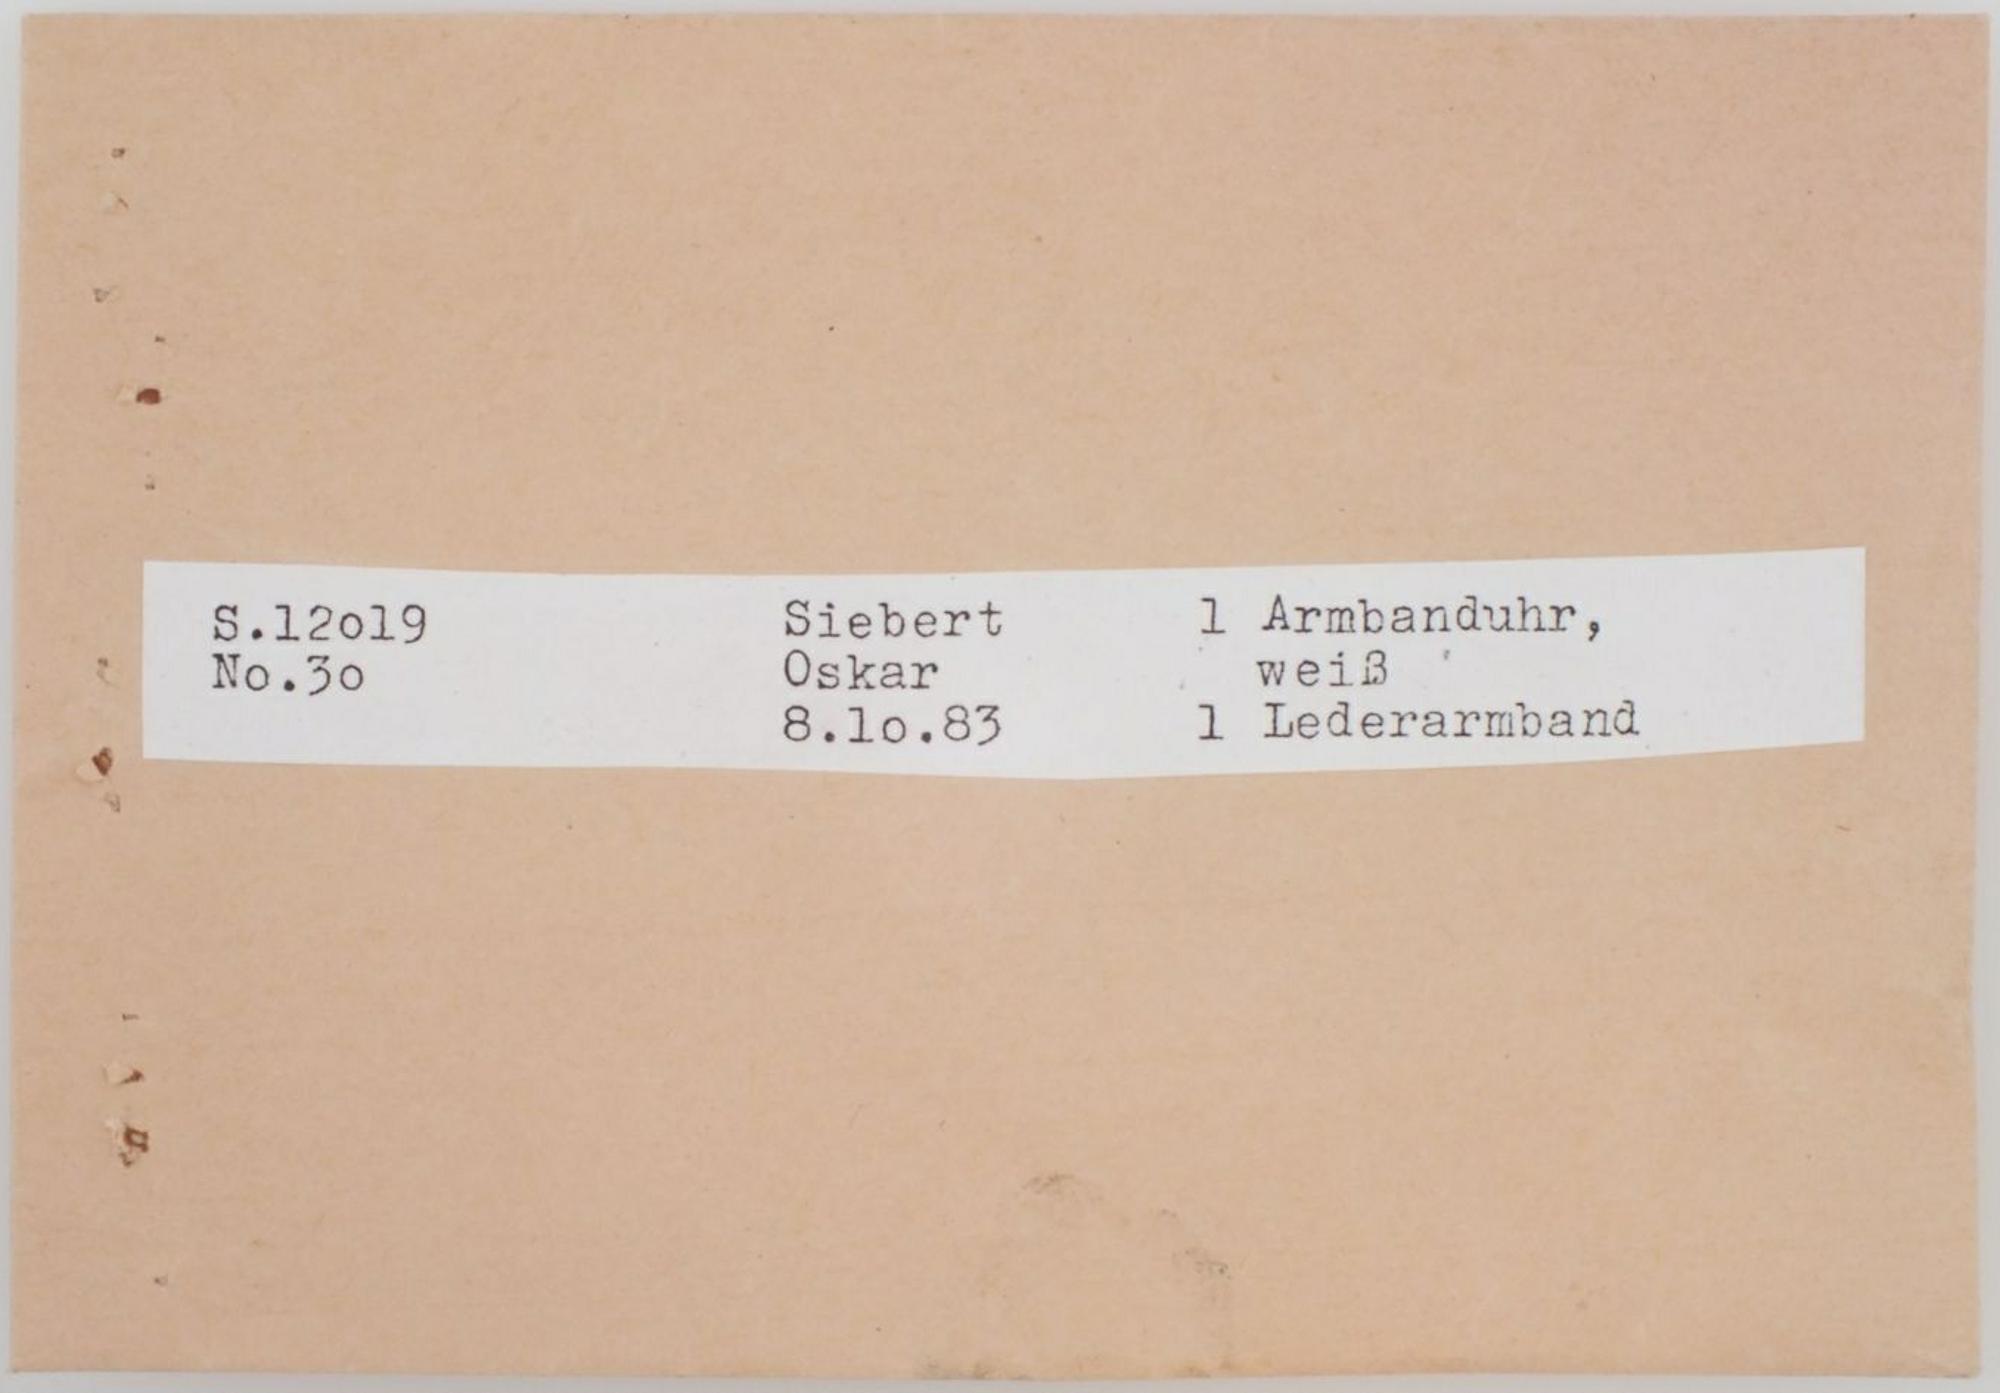 S.12o19 Siebert 1 Armbanduhr,
No.3o Oskar weiß
8.1o.83 1 Lederarmband